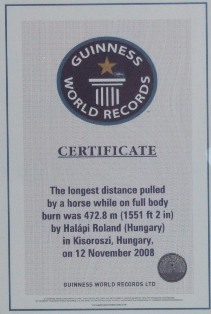 GUINNESS
WORLD RECORDS
CERTIFICATE
The longest distance pulled
by a horse while on full body
burn was 472.8 m (1551 ft 2 in)
by Halápi Roland (Hungary)
in Kisoroszi, Hungary,
on 12 November 2008
GUINNESS WORLD RECORDS LTD